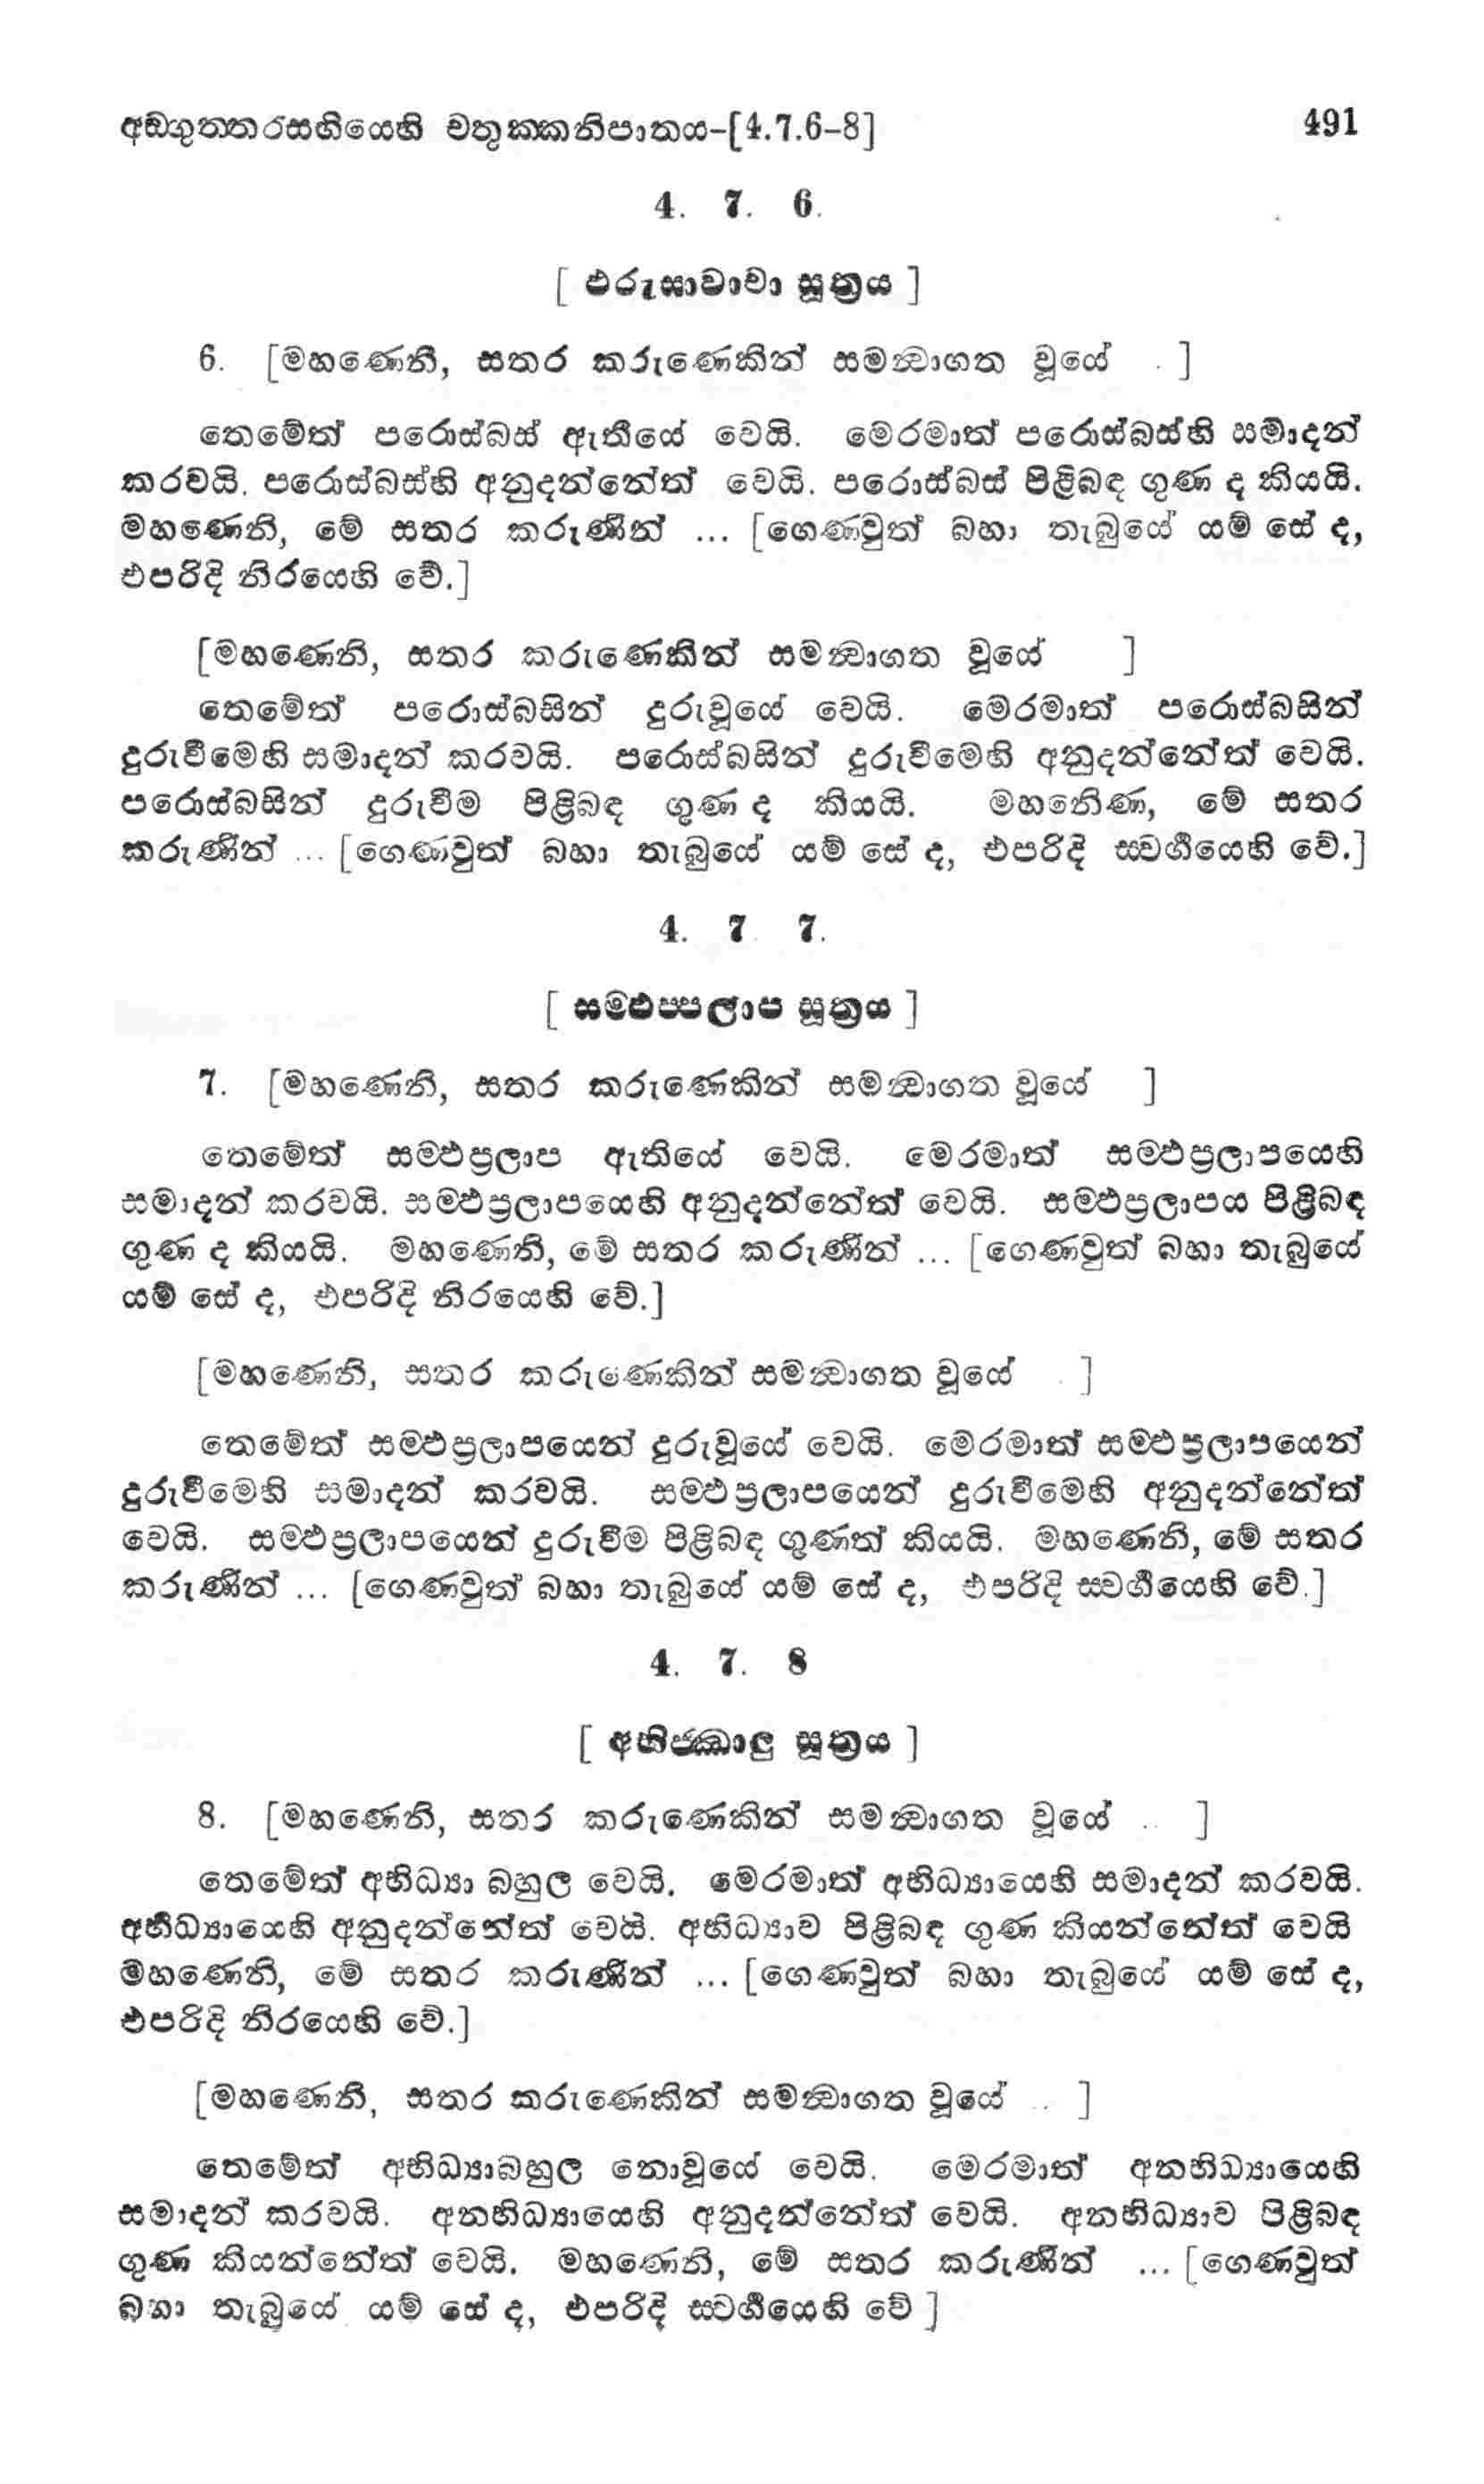 අඞ්ගුත්තරසඟියෙහි චතුක්කනිපාතය-[4.7.6-8] 491
4. 7. 6.
[ ඵරුසාවාචා සූත්‍රය ]
6. [මහණෙනි, සතර කරුණෙකින් සමන්‍වාගත වූයේ . ]
තෙමේත් පරොස්බස් ඇතියේ වෙයි. මෙරමාත් පරොස්බස්හි සමාදන්
කරවයි. පරොස්බස්හි අනුදන්නේත් වෙයි. පරොස්බස් පිළිබඳ ගුණ ද කියයි.
මහණෙනි, මේ සතර කරුණින් ... [ගෙණවුත් බහා තැබුයේ යම් සේ ද,
එපරිදි නිරයෙහි වේ.]
[මහණෙනි, සතර කරුණෙකින් සමන්‍වාගත වූයේ ]
තෙමේත් පරොස්බසින් දුරුවූයේ වෙයි. මෙරමාත් පරොස්බසින්
දුරුවීමෙහි සමාදන් කරවයි. පරොස්බසින් දුරුවීමෙහි අනුදන්නේත් වෙයි.
පරොස්බසින් දුරුවීම පිළිබඳ ගුණ ද කියයි. මහනෙිණ, මේ සතර
කරුණින් ... [ගෙණවුත් බහා තැබුයේ යම් සේ ද, එපරිදි ස්වර්‍ගයෙහි වේ.]
4. 7 7.
[ සම්ඵප්පලාප සූත්‍රය ]
7. [මහණෙනි, සතර කරුණෙකින් සමන්‍වාගත වූයේ ]
තෙමේත් සම්ඵප්‍රලාප ඇතියේ වෙයි. මෙරමාත් සම්ඵප්‍රලාපයෙහි
සමාදන් කරවයි. සම්ඵප්‍රලාපයෙහි අනුදන්නේත් වෙයි. සම්ඵප්‍රලාපය පිළිබඳ
ගුණ ද කියයි. මහණෙනි, මේ සතර කරුණින් ... [ගෙණවුත් බහා තැබුයේ
යම් සේ ද, එපරිදි නිරයෙහි වේ.]
[මහණෙනි, සතර කරුණෙකින් සමන්‍වාගත වූයේ . ]
තෙමේත් සම්ඵප්‍රලාපයෙන් දුරුවූයේ වෙයි. මෙරමාත් සම්ඵප්‍රලාපයෙන්
දුරුවීමෙහි සමාදන් කරවයි. සම්ඵප්‍රලාපයෙන් දුරුවීමෙහි අනුදන්නේත්
වෙයි. සම්ඵප්‍රලාපයෙන් දුරුවීම පිළිබඳ ගුණත් කියයි. මහණෙනි, මේ සතර
කරුණින් ... [ගෙණවුත් බහා තැබුයේ යම් සේ ද, එපරිදි ස්වර්‍ගයෙහි වේ.]
4. 7. 8
[ අභිජ්ඣාලු සූත්‍රය ]
8. [මහණෙනි, සතර කරුණෙකින් සමන්‍වාගත වූයේ .. ]
තෙමේත් අභිධ්‍යා බහුල වෙයි. මෙරමාත් අභිධ්‍යායෙහි සමාදන් කරවයි.
අභිධ්‍යායෙහි අනුදන්නේත් වෙයි. අභිධ්‍යාව පිළිබඳ ගුණ කියන්නේත් වෙයි
මහණෙනි, මේ සතර කරුණින් ... [ගෙණවුත් බහා තැබුයේ යම් සේ ද,
එපරිදි නිරයෙහි වේ.]
[මහණෙනි, සතර කරුණෙකින් සමන්‍වාගත වූයේ .. ]
තෙමේත් අභිධ්‍යාබහුල නොවූයේ වෙයි. මෙරමාත් අනභිධ්‍යායෙහි
සමාදන් කරවයි. අනභිධ්‍යායෙහි අනුදන්නේත් වෙයි. අනභිධ්‍යාව පිළිබඳ
ගුණ කියන්නේත් වෙයි. මහණෙනි, මේ සතර කරුණින් ... [ගෙණවුත්
බහා තැබුයේ යම් සේ ද, එපරිදි ස්වර්‍ගයෙහි වේ ]